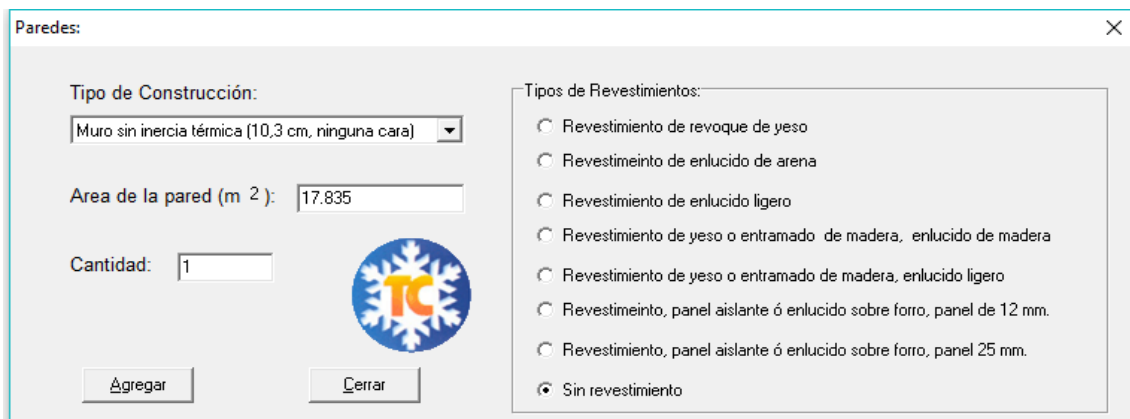 Paredes:
Tipo de Construcción:
Muro sin inercia térmica (10,3 cm, ninguna cara)
Area de la pared (m 2 ):
17.835
Cantidad:
1
TC
Agregar
Cerrar
Tipos de Revestimientos:
Revestimiento de revoque de yeso
Revestimeinto de enlucido de arena
Revestimiento de enlucido ligero
Revestimiento de yeso o entramado de madera, enlucido de madera
Revestimiento de yeso o entramado de madera, enlucido ligero
Revestimeinto, panel aislante ó enlucido sobre forro, panel de 12 mm.
Revestimiento, panel aislante ó enlucido sobre forro, panel 25 mm.
Sin revestimiento